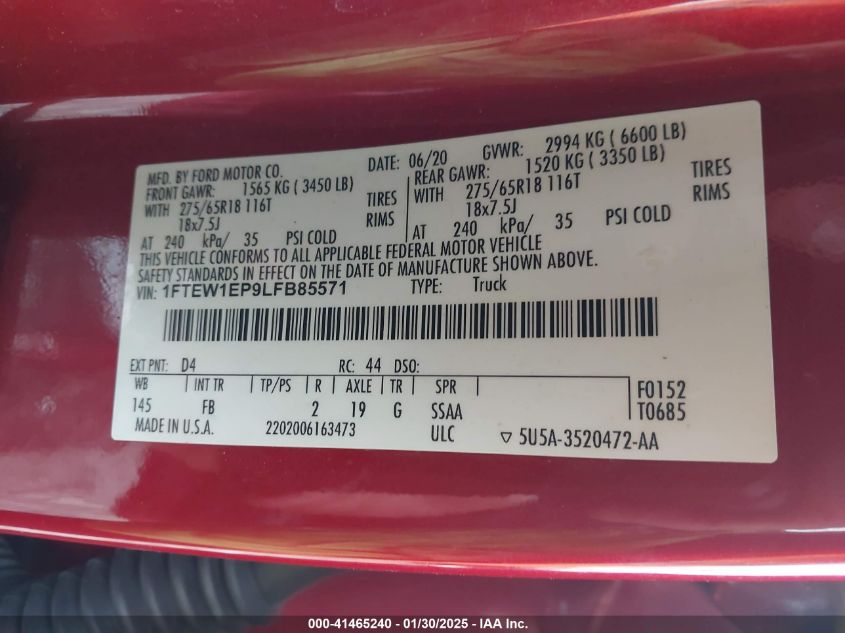 MFD. BY FORD MOTOR CO. DATE: 06/20 GVWR: 2994 KG ( 6600 LB)
FRONT GAWR: 1565 KG ( 3450 LB) REAR GAWR: 1520 KG ( 3350 LB)
WITH 275/65R18 116T TIRES WITH 275/65R18 116T TIRES
18x7.5J RIMS 18x7.5J RIMS
AT 240 kPa/ 35 PSI COLD AT 240 kPa/ 35 PSI COLD
THIS VEHICLE CONFORMS TO ALL APPLICABLE FEDERAL MOTOR VEHICLE
SAFETY STANDARDS IN EFFECT ON THE DATE OF MANUFACTURE SHOWN ABOVE.
VIN: 1FTEW1EP9LFB85571 TYPE: Truck
EXT PNT: D4 RC: 44 DSO:
WB INT TR TP/PS R AXLE TR SPR F0152
145 FB 2 19 G SSAA T0685
MADE IN U.S.A. 2202006163473 ULC ▽ 5U5A-3520472-AA
000-41465240 - 01/30/2025 - IAA Inc.